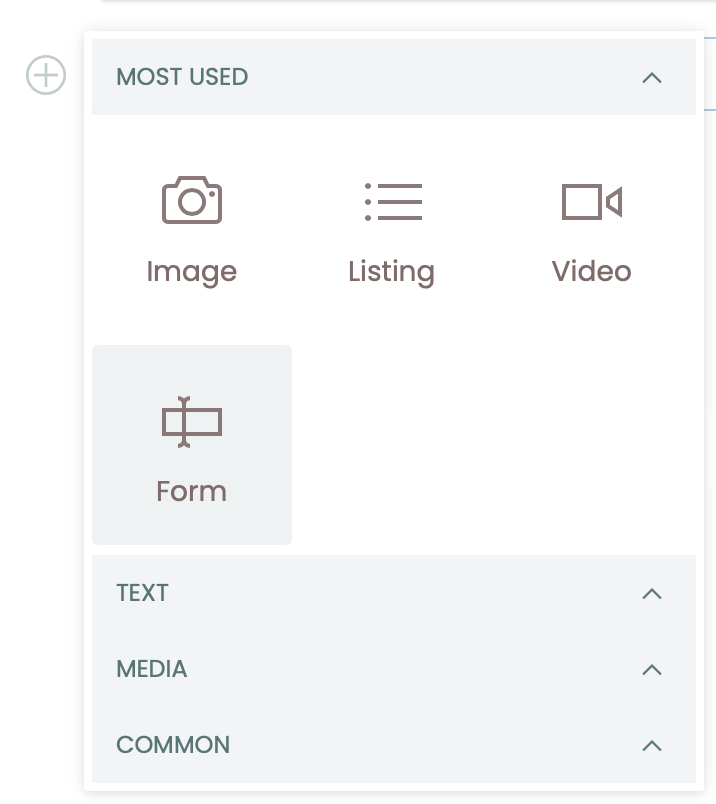 MOST USED
Image
Listing
Video
Form
TEXT
MEDIA
COMMON